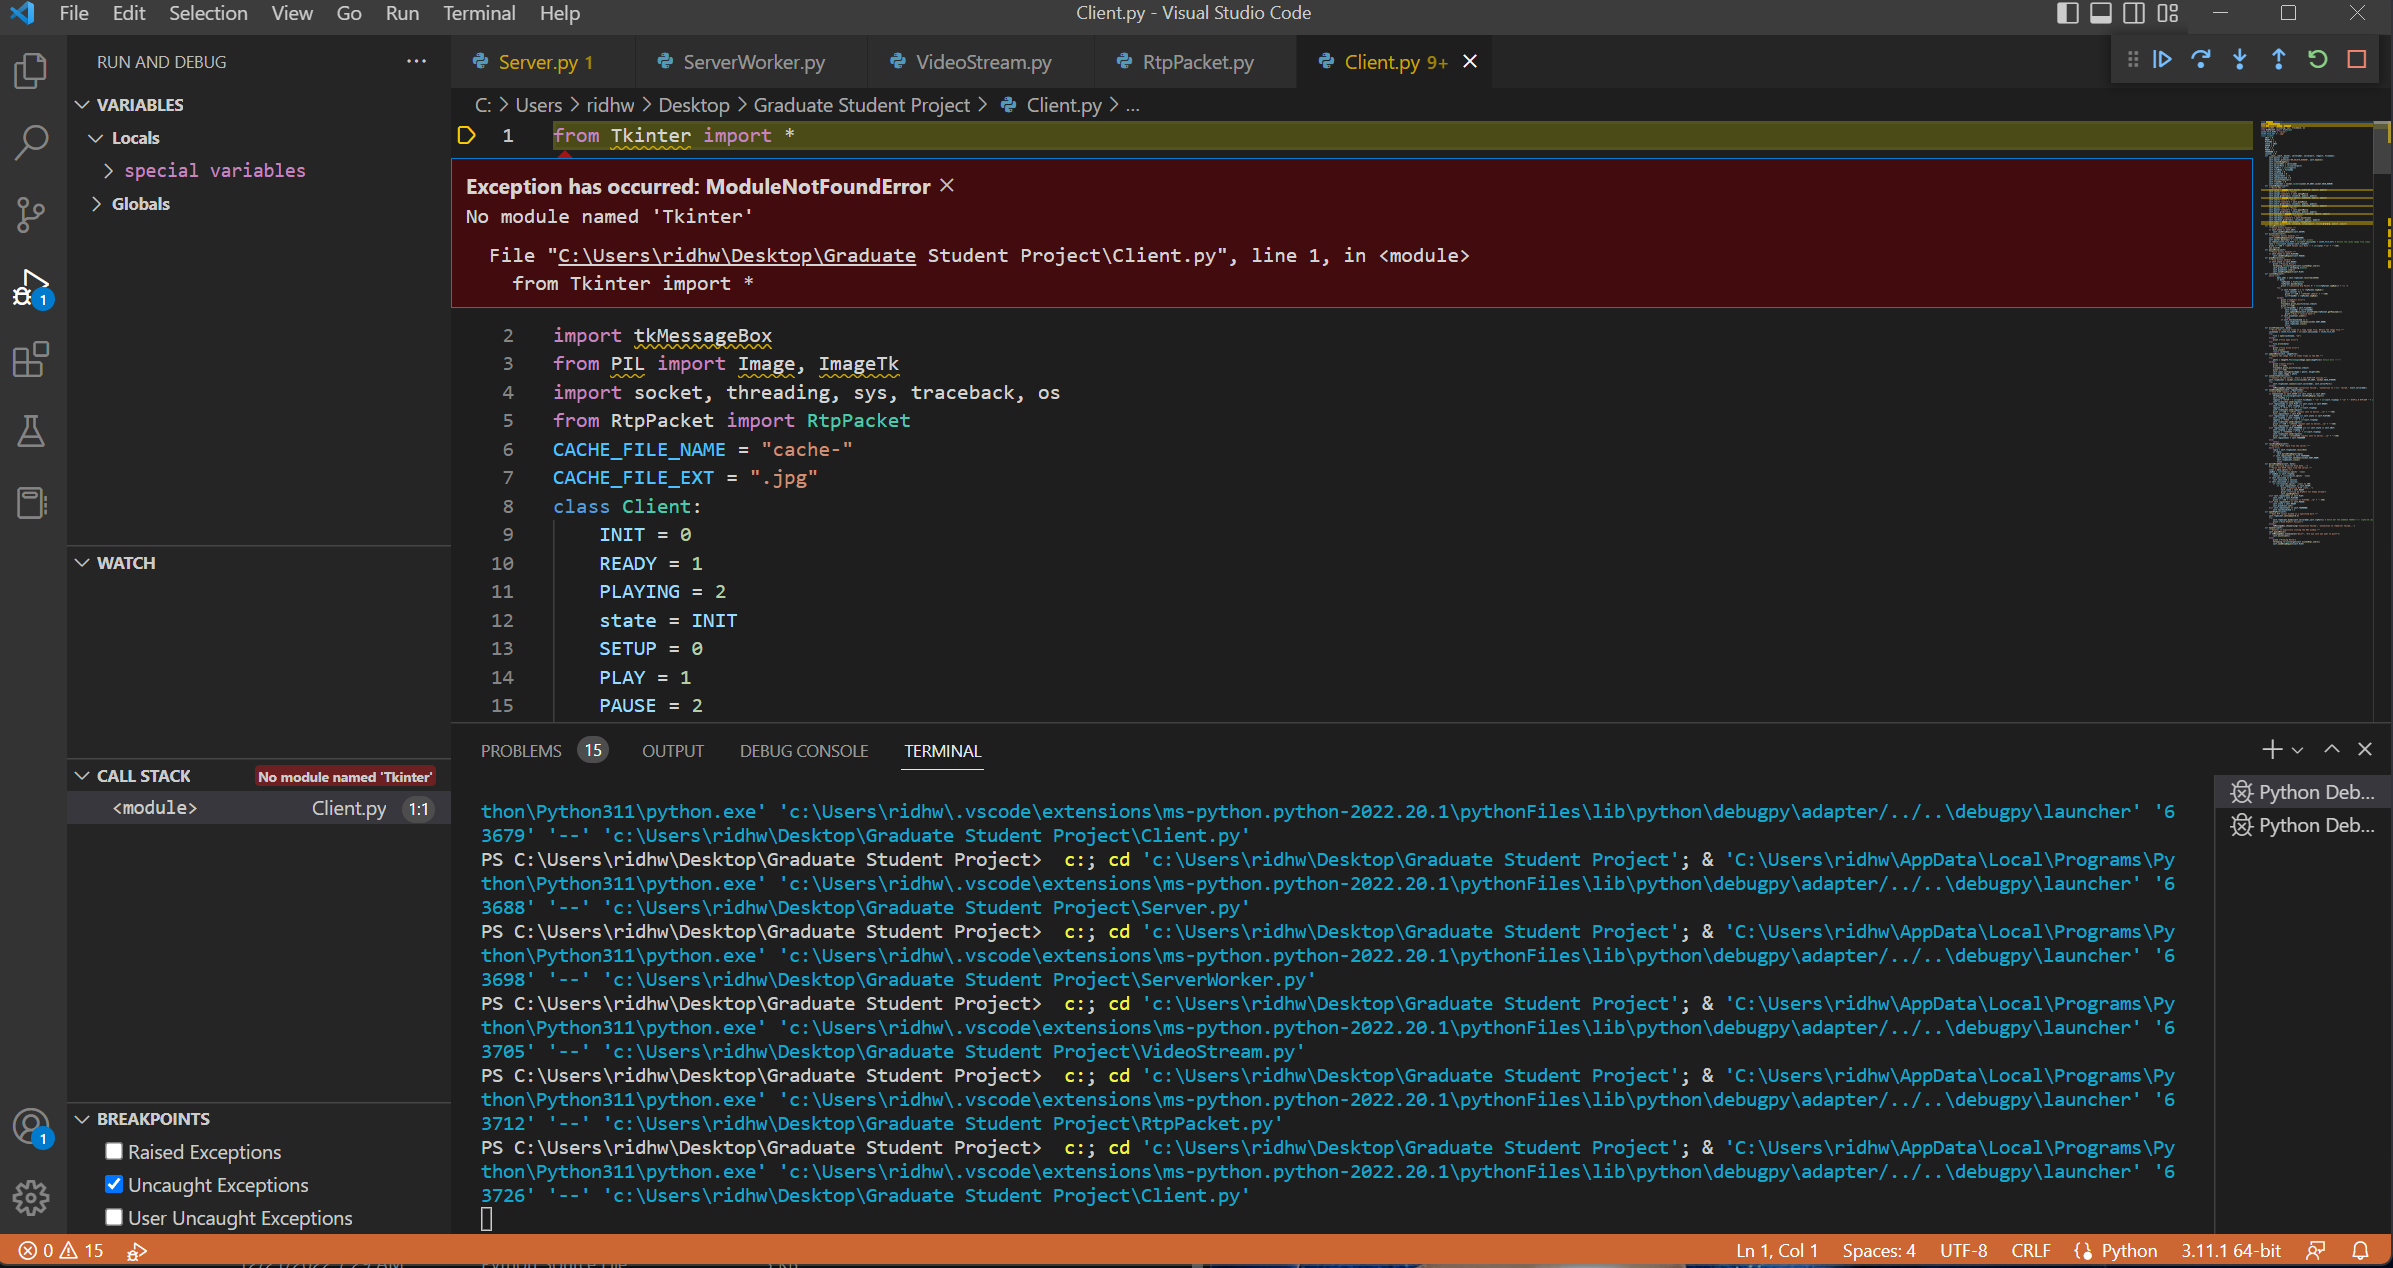 File Edit Selection View Go Run Terminal Help
Client.py - Visual Studio Code
RUN AND DEBUG ...
VARIABLES
Locals
special variables
Globals
WATCH
CALL STACK No module named 'Tkinter'
<module> Client.py 1:1
BREAKPOINTS
Raised Exceptions
Uncaught Exceptions
User Uncaught Exceptions
1
1
Server.py 1 ServerWorker.py VideoStream.py RtpPacket.py Client.py 9+
C: > Users > ridhw > Desktop > Graduate Student Project > Client.py > ...
1 from Tkinter import *
Exception has occurred: ModuleNotFoundError
No module named 'Tkinter'
File "C:\Users\ridhw\Desktop\Graduate Student Project\Client.py", line 1, in <module>
from Tkinter import *
2 import tkMessageBox
3 from PIL import Image, ImageTk
4 import socket, threading, sys, traceback, os
5 from RtpPacket import RtpPacket
6 CACHE_FILE_NAME = "cache-"
7 CACHE_FILE_EXT = ".jpg"
8 class Client:
9 INIT = 0
10 READY = 1
11 PLAYING = 2
12 state = INIT
13 SETUP = 0
14 PLAY = 1
15 PAUSE = 2
PROBLEMS 15 OUTPUT DEBUG CONSOLE TERMINAL
thon\Python311\python.exe' 'c:\Users\ridhw\.vscode\extensions\ms-python.python-2022.20.1\pythonFiles\lib\python\debugpy\adapter/../..\debugpy\launcher' '6
3679' '--' 'c:\Users\ridhw\Desktop\Graduate Student Project\Client.py'
PS C:\Users\ridhw\Desktop\Graduate Student Project> c:; cd 'c:\Users\ridhw\Desktop\Graduate Student Project'; & 'C:\Users\ridhw\AppData\Local\Programs\Py
thon\Python311\python.exe' 'c:\Users\ridhw\.vscode\extensions\ms-python.python-2022.20.1\pythonFiles\lib\python\debugpy\adapter/../..\debugpy\launcher' '6
3688' '--' 'c:\Users\ridhw\Desktop\Graduate Student Project\Server.py'
PS C:\Users\ridhw\Desktop\Graduate Student Project> c:; cd 'c:\Users\ridhw\Desktop\Graduate Student Project'; & 'C:\Users\ridhw\AppData\Local\Programs\Py
thon\Python311\python.exe' 'c:\Users\ridhw\.vscode\extensions\ms-python.python-2022.20.1\pythonFiles\lib\python\debugpy\adapter/../..\debugpy\launcher' '6
3698' '--' 'c:\Users\ridhw\Desktop\Graduate Student Project\ServerWorker.py'
PS C:\Users\ridhw\Desktop\Graduate Student Project> c:; cd 'c:\Users\ridhw\Desktop\Graduate Student Project'; & 'C:\Users\ridhw\AppData\Local\Programs\Py
thon\Python311\python.exe' 'c:\Users\ridhw\.vscode\extensions\ms-python.python-2022.20.1\pythonFiles\lib\python\debugpy\adapter/../..\debugpy\launcher' '6
3705' '--' 'c:\Users\ridhw\Desktop\Graduate Student Project\VideoStream.py'
PS C:\Users\ridhw\Desktop\Graduate Student Project> c:; cd 'c:\Users\ridhw\Desktop\Graduate Student Project'; & 'C:\Users\ridhw\AppData\Local\Programs\Py
thon\Python311\python.exe' 'c:\Users\ridhw\.vscode\extensions\ms-python.python-2022.20.1\pythonFiles\lib\python\debugpy\adapter/../..\debugpy\launcher' '6
3712' '--' 'c:\Users\ridhw\Desktop\Graduate Student Project\RtpPacket.py'
PS C:\Users\ridhw\Desktop\Graduate Student Project> c:; cd 'c:\Users\ridhw\Desktop\Graduate Student Project'; & 'C:\Users\ridhw\AppData\Local\Programs\Py
thon\Python311\python.exe' 'c:\Users\ridhw\.vscode\extensions\ms-python.python-2022.20.1\pythonFiles\lib\python\debugpy\adapter/../..\debugpy\launcher' '6
3726' '--' 'c:\Users\ridhw\Desktop\Graduate Student Project\Client.py'
Python Deb...
Python Deb...
0 15 Ln 1, Col 1 Spaces: 4 UTF-8 CRLF Python 3.11.1 64-bit